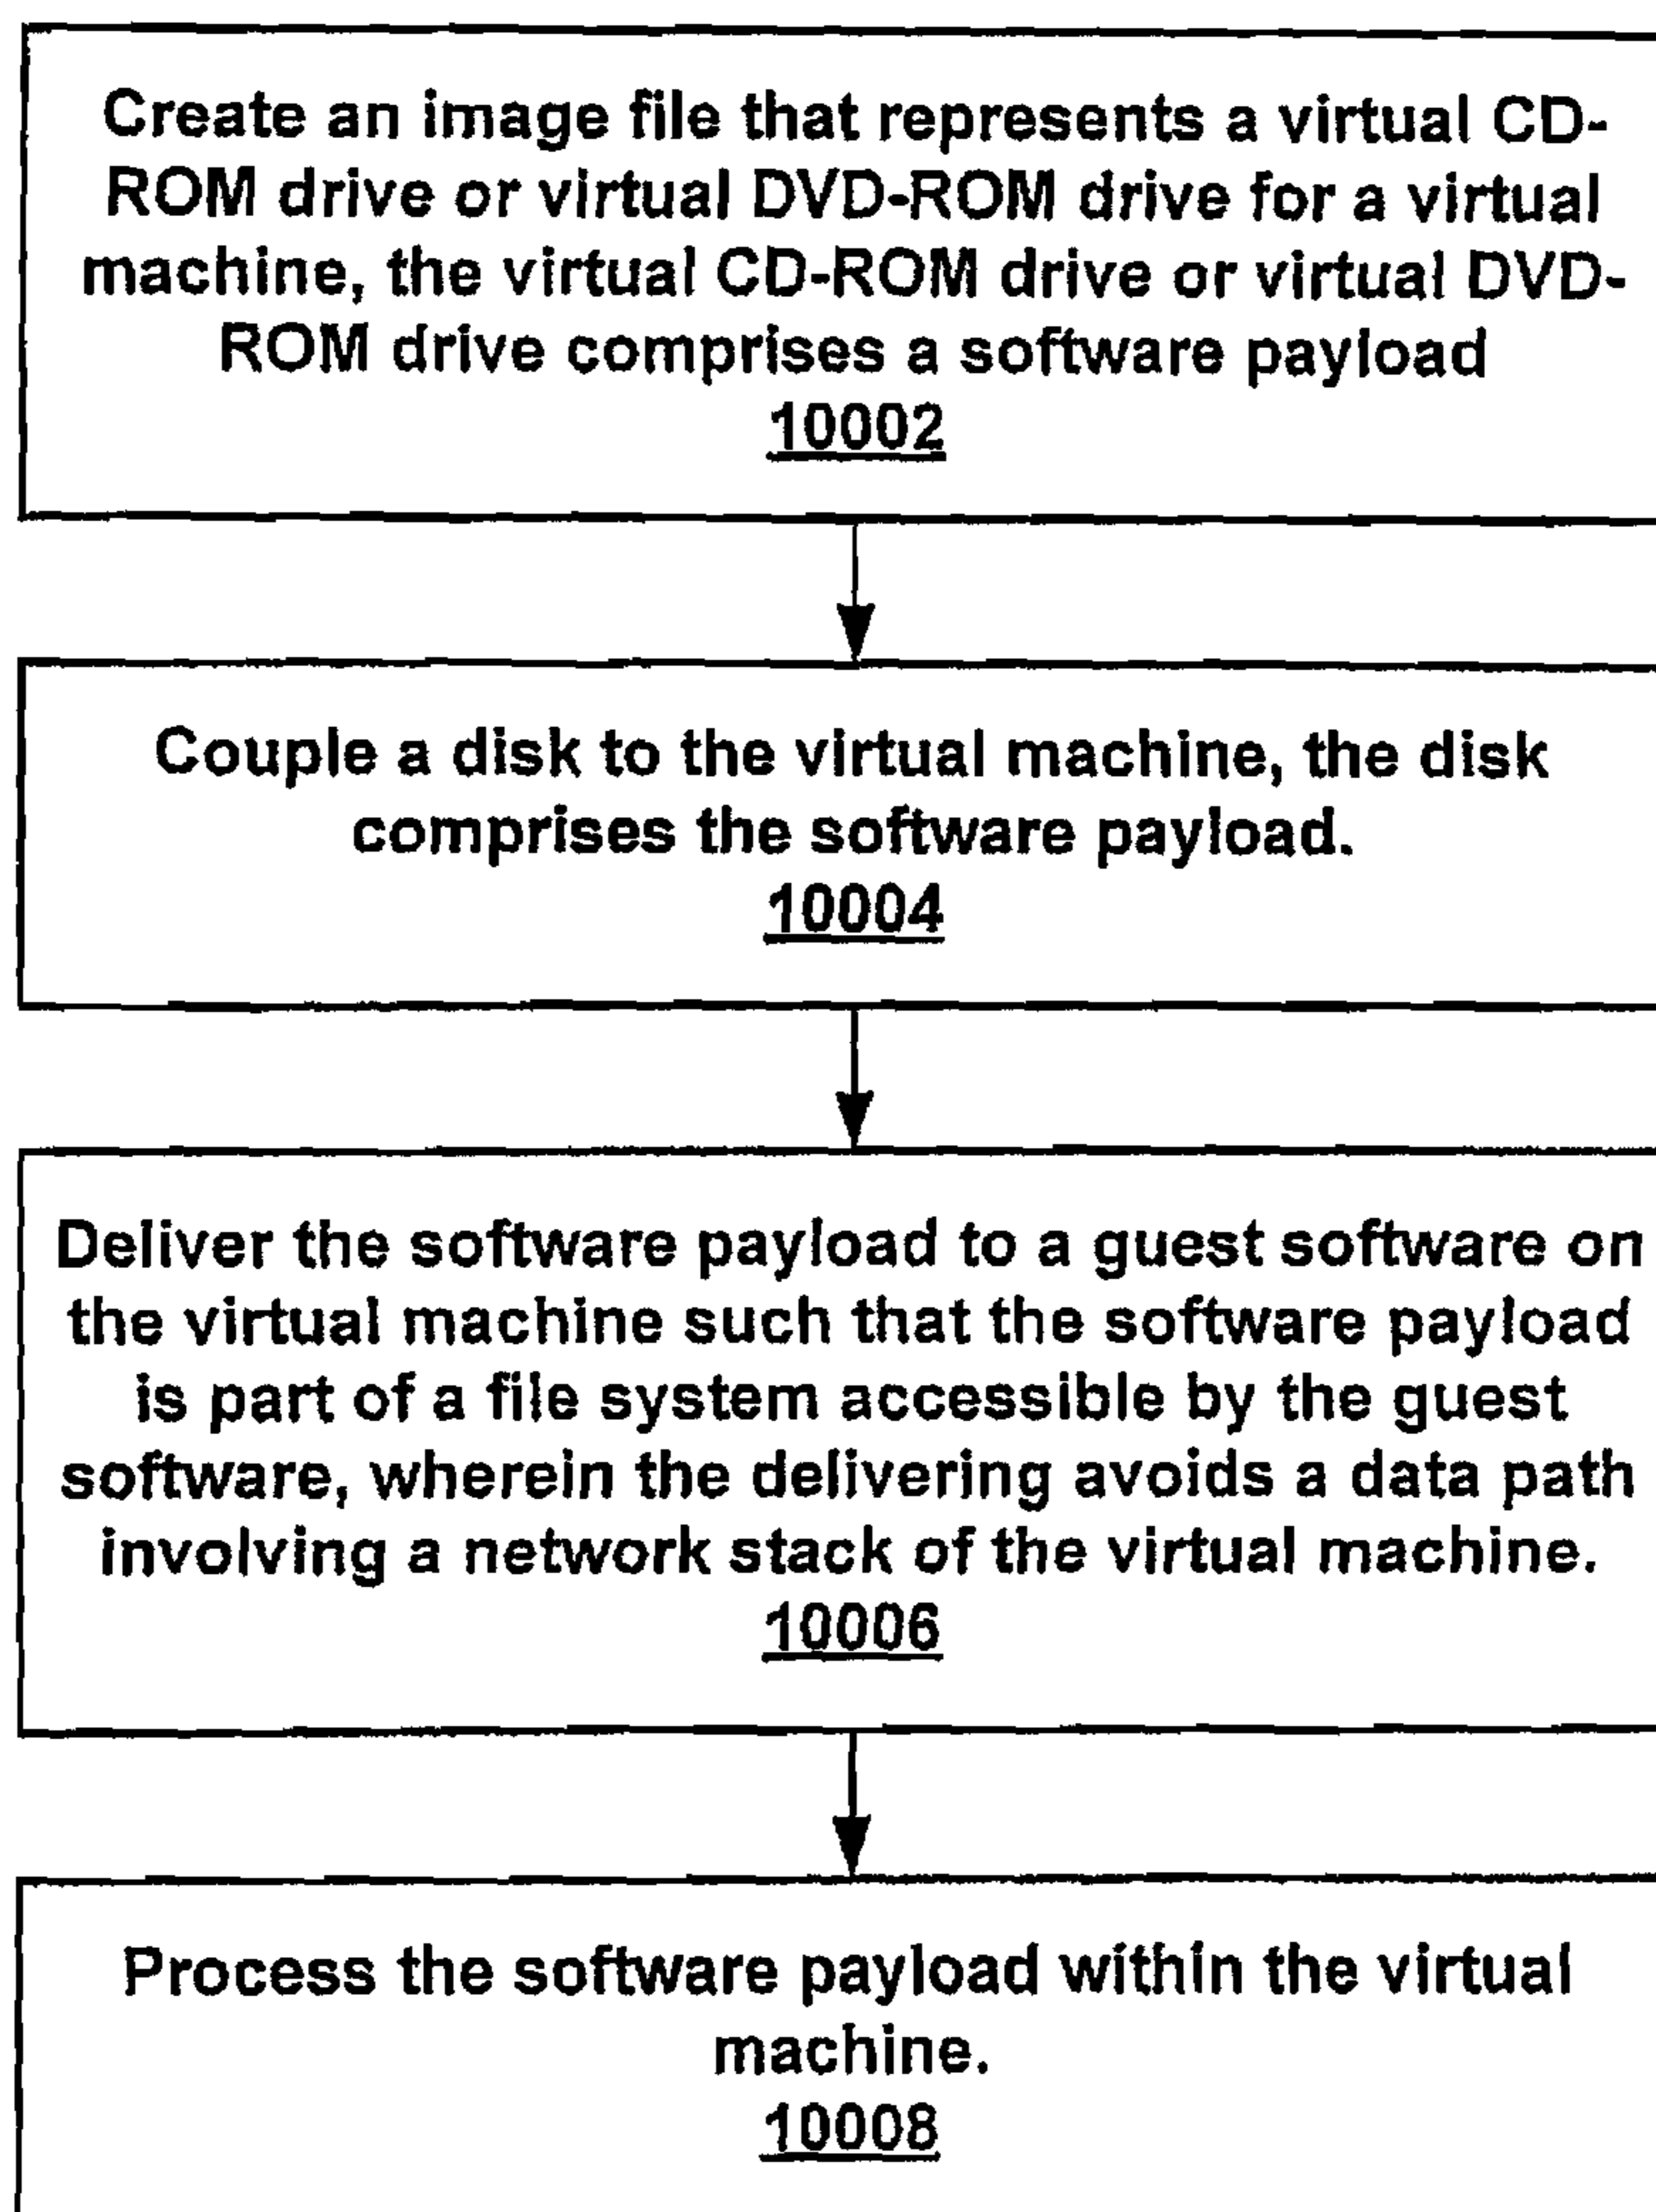 Create an image file that represents a virtual CD-
ROM drive or virtual DVD-ROM drive for a virtual
machine, the virtual CD-ROM drive or virtual DVD-
ROM drive comprises a software payload
10002
Couple a disk to the virtual machine, the disk
comprises the software payload.
10004
Deliver the software payload to a guest software on
the virtual machine such that the software payload
is part of a file system accessible by the guest
software, wherein the delivering avoids a data path
involving a network stack of the virtual machine.
10006
Process the software payload within the virtual
machine.
10008